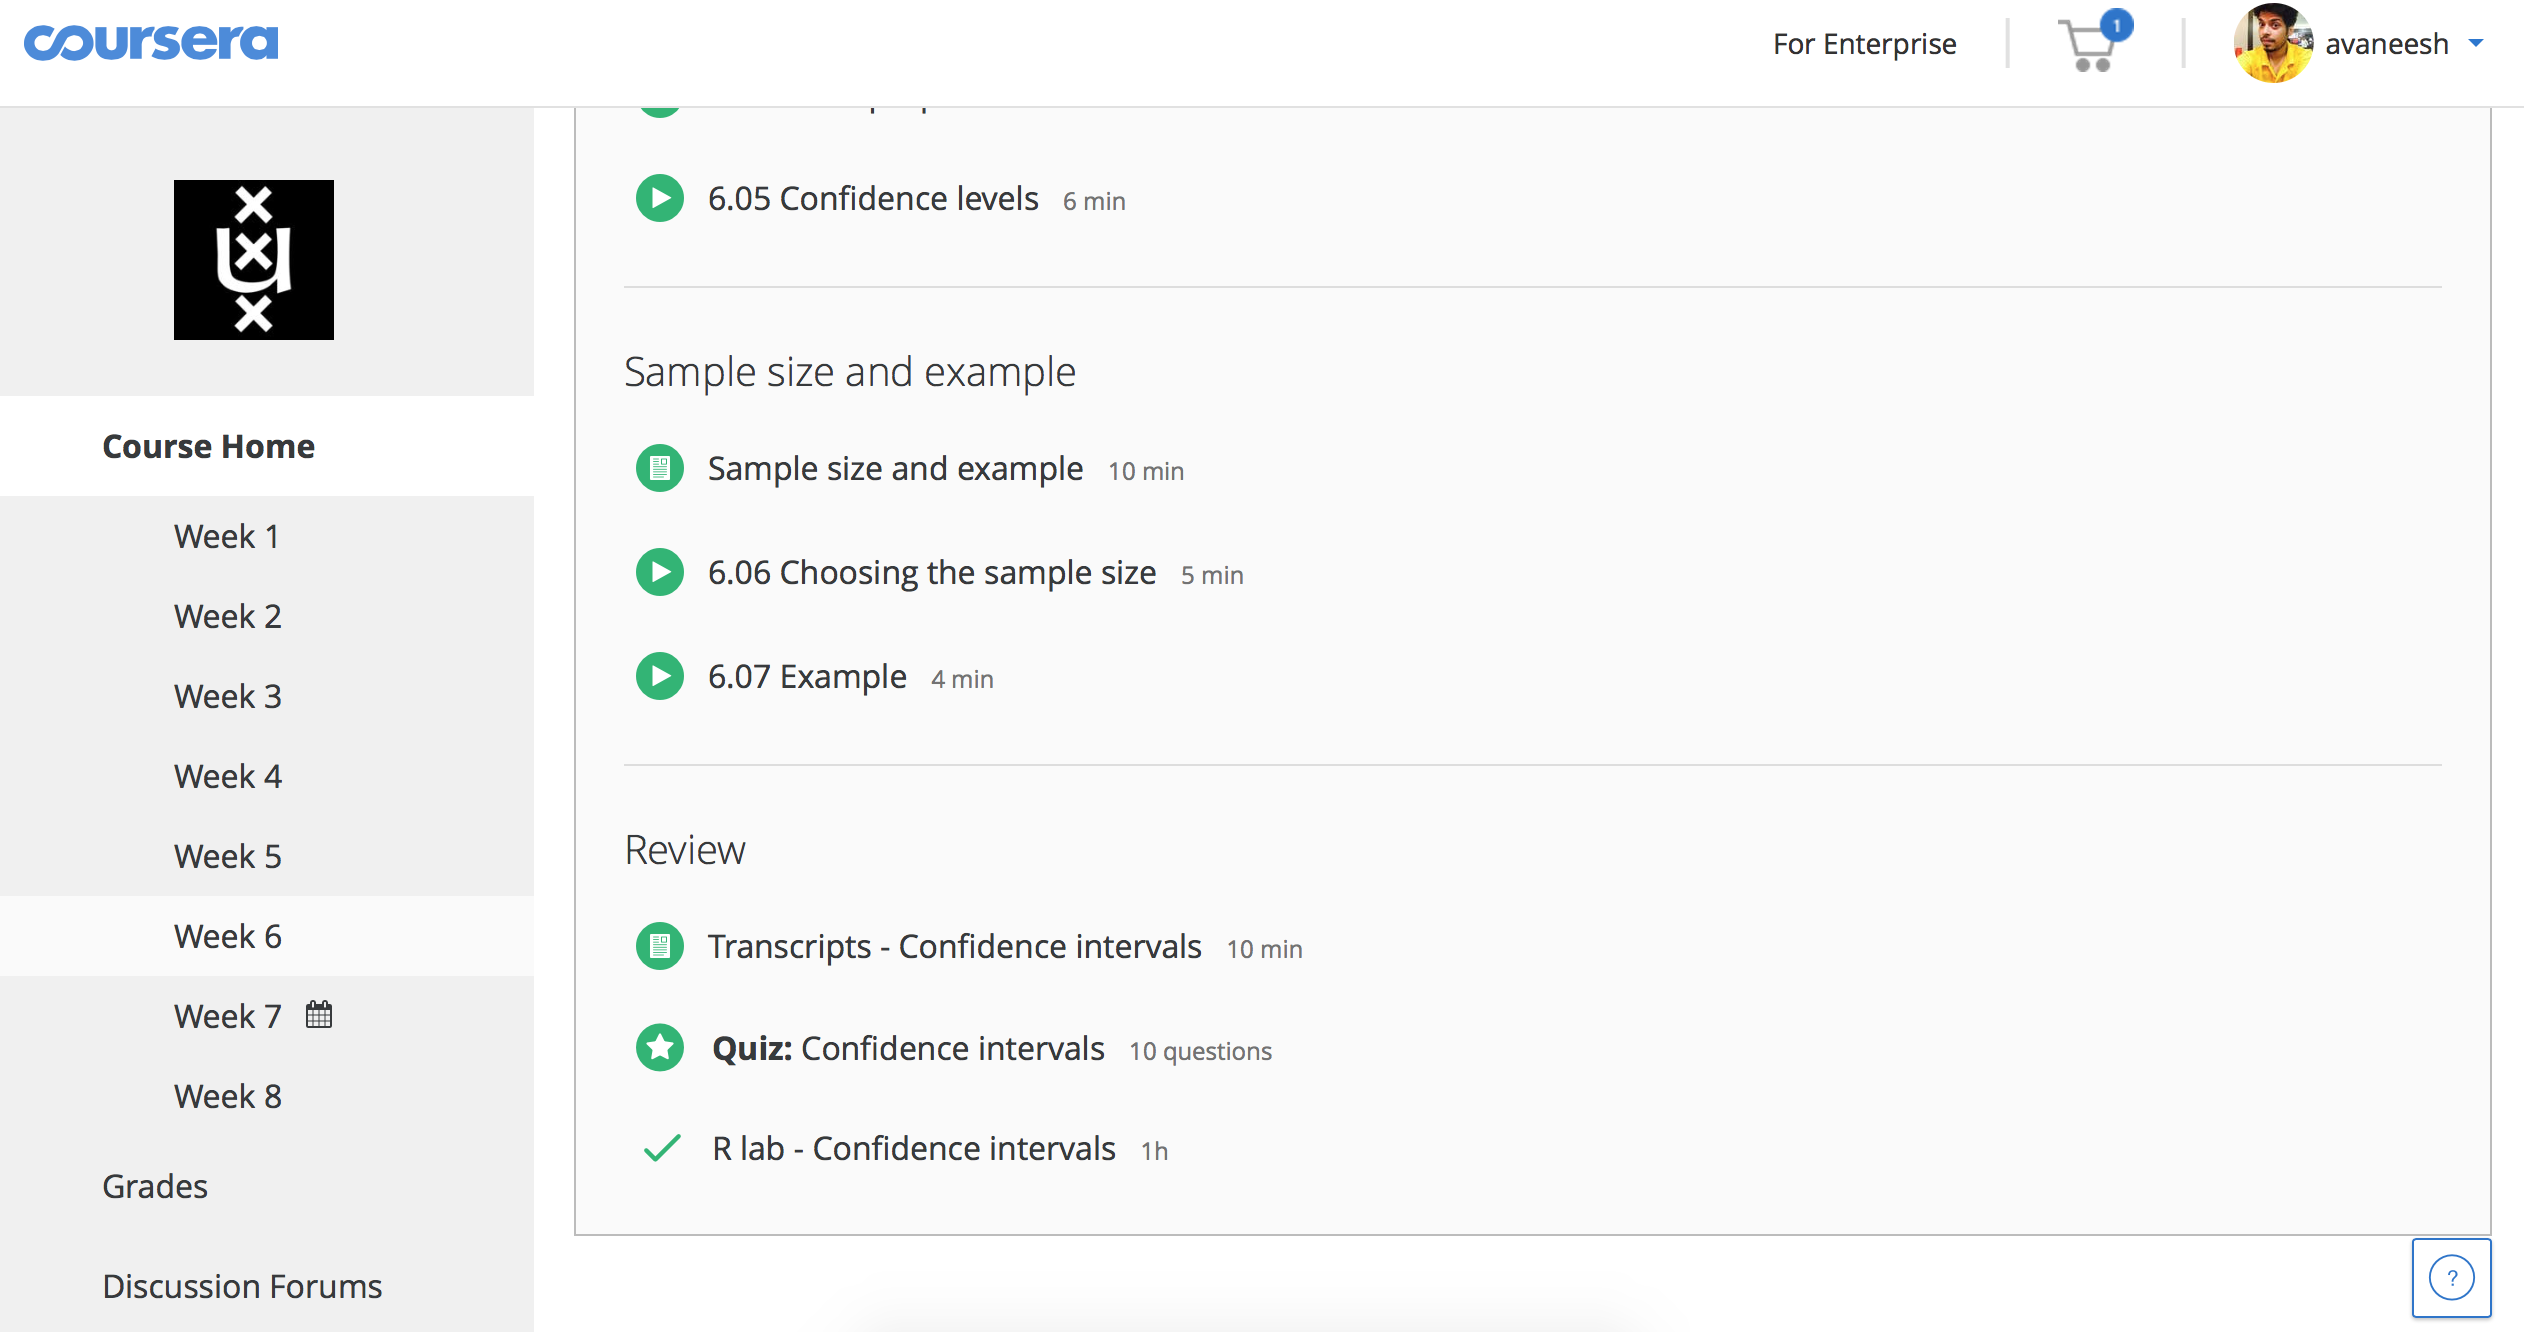 coursera
For Enterprise
1
avaneesh
Course Home
Week 1
Week 2
Week 3
Week 4
Week 5
Week 6
Week 7
Week 8
Grades
Discussion Forums
6.05 Confidence levels 6 min
Sample size and example
Sample size and example 10 min
6.06 Choosing the sample size 5 min
6.07 Example 4 min
Review
Transcripts - Confidence intervals 10 min
Quiz: Confidence intervals 10 questions
R lab - Confidence intervals 1h
?